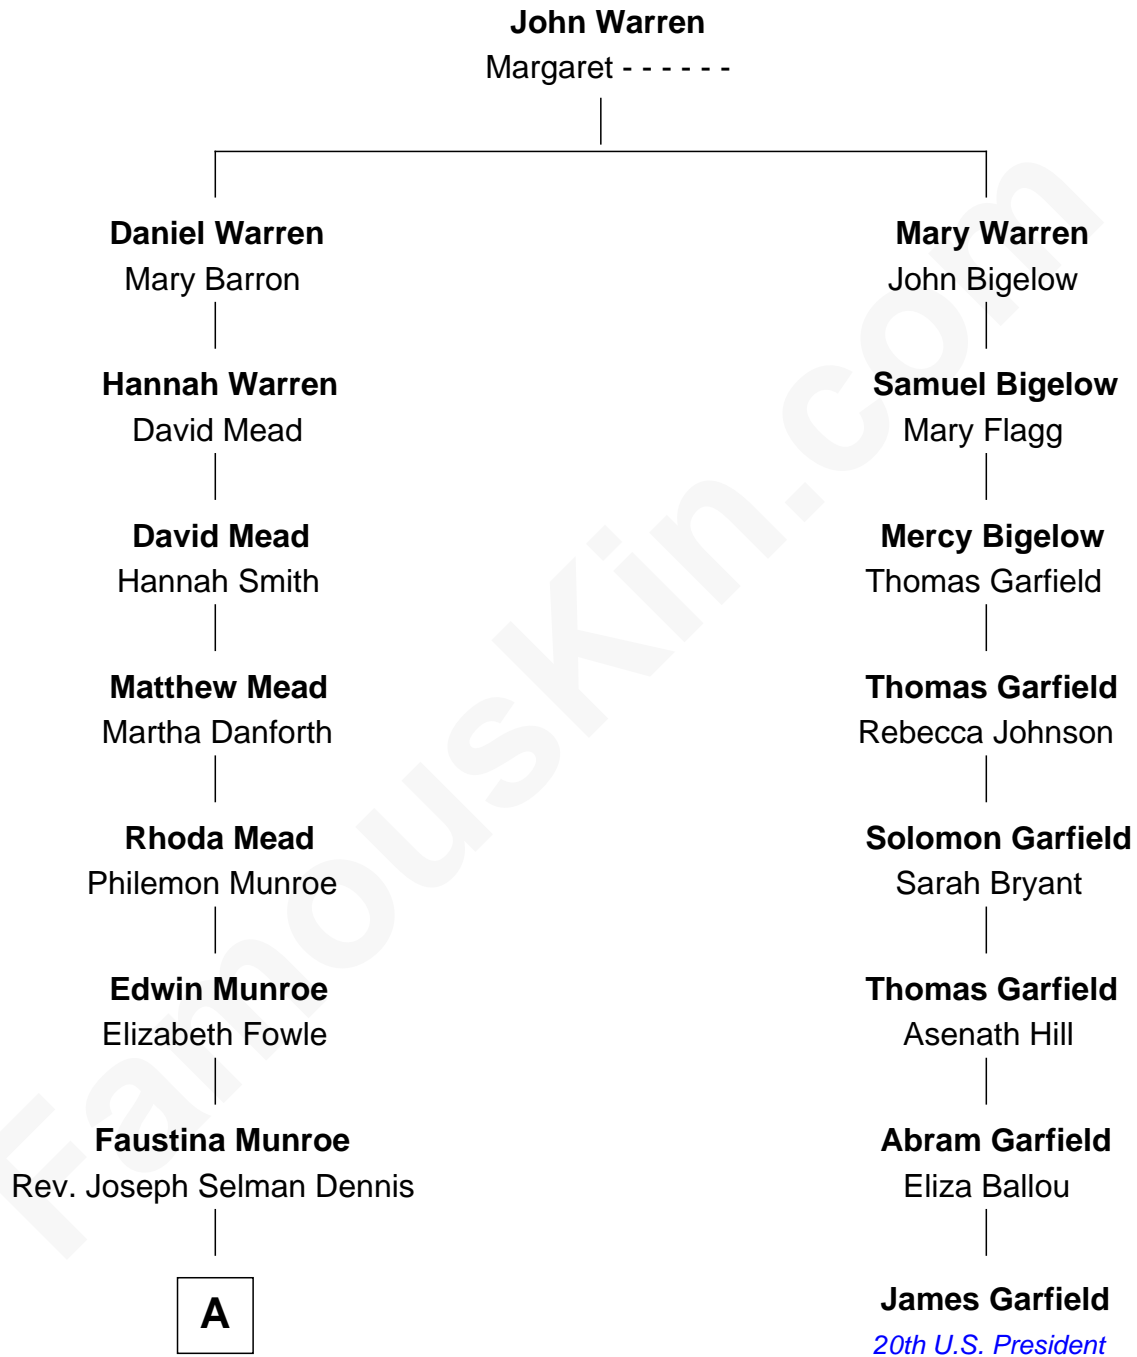 John Warren
Margaret - - - - - -
Daniel Warren
Mary Barron
Mary Warren
John Bigelow
Hannah Warren
David Mead
Samuel Bigelow
Mary Flagg
David Mead
Hannah Smith
Mercy Bigelow
Thomas Garfield
Matthew Mead
Martha Danforth
Thomas Garfield
Rebecca Johnson
Rhoda Mead
Philemon Munroe
Solomon Garfield
Sarah Bryant
Edwin Munroe
Elizabeth Fowle
Thomas Garfield
Asenath Hill
Faustina Munroe
Rev. Joseph Selman Dennis
Abram Garfield
Eliza Ballou
A
James Garfield
20th U.S. President
FamousKin.com